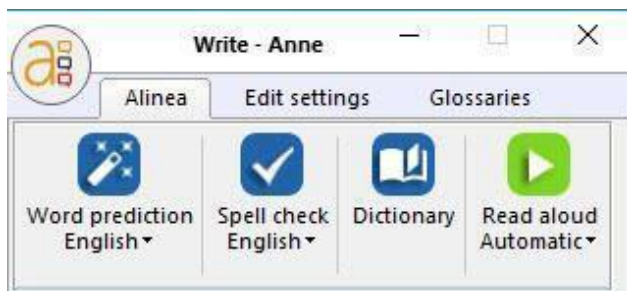 Write - Anne
Alinea Edit settings Glossaries
Word prediction Spell check Dictionary Read aloud
English English Automatic